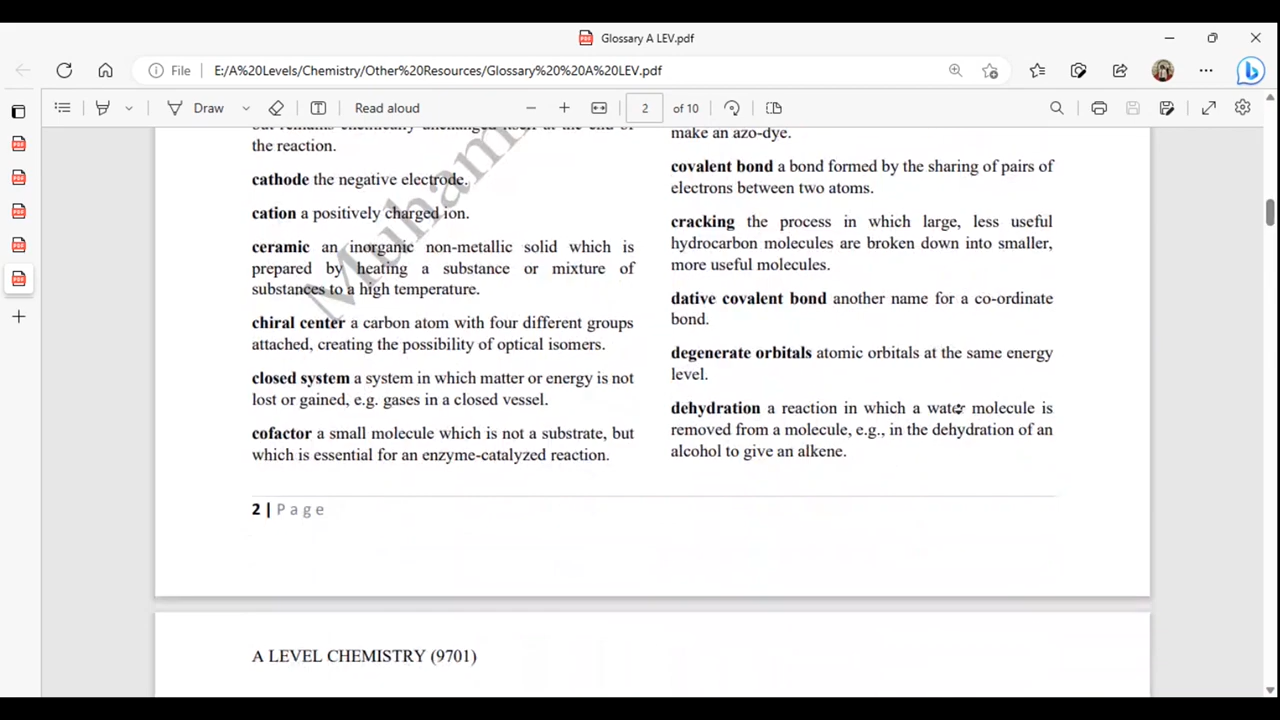 Glossary A LEV.pdf
File
E:/A%20Levels/Chemistry/Other%20Resources/Glossary%20%20A%20LEV.pdf
Draw
Read aloud
2
of 10
but remains chemically unchanged itself at the end of
the reaction.
cathode the negative electrode.
cation a positively charged ion.
ceramic an inorganic non-metallic solid which is
prepared by heating a substance or mixture of
substances to a high temperature.
chiral center a carbon atom with four different groups
attached, creating the possibility of optical isomers.
closed system a system in which matter or energy is not
lost or gained, e.g. gases in a closed vessel.
cofactor a small molecule which is not a substrate, but
which is essential for an enzyme-catalyzed reaction.
make an azo-dye.
covalent bond a bond formed by the sharing of pairs of
electrons between two atoms.
cracking the process in which large, less useful
hydrocarbon molecules are broken down into smaller,
more useful molecules.
dative covalent bond another name for a co-ordinate
bond.
degenerate orbitals atomic orbitals at the same energy
level.
dehydration a reaction in which a water molecule is
removed from a molecule, e.g., in the dehydration of an
alcohol to give an alkene.
2 | Page
A LEVEL CHEMISTRY (9701)